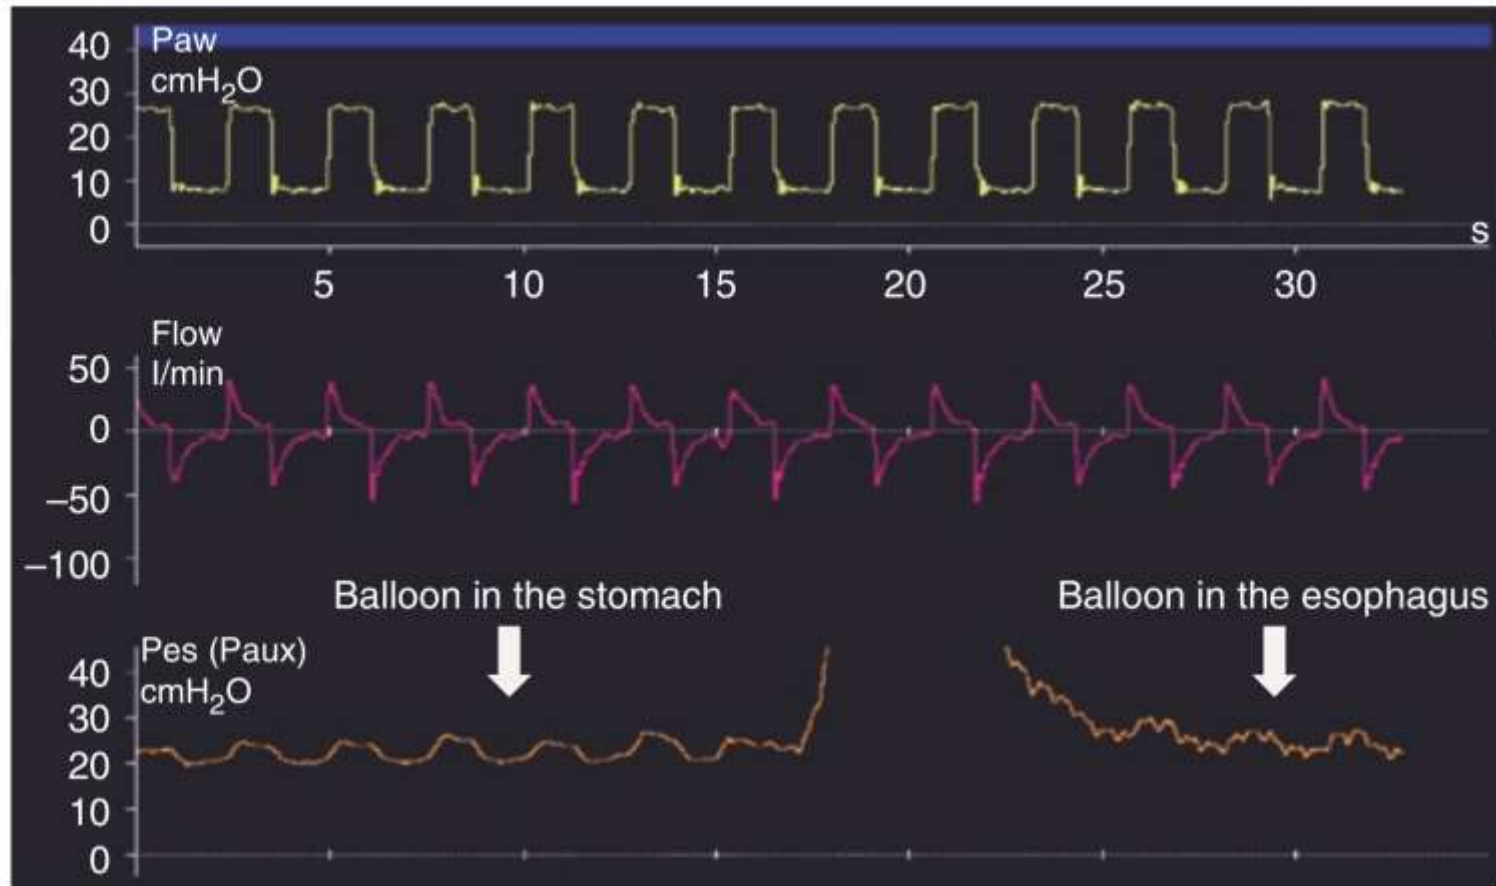 Paw
cmH₂O
40
30
20
10
0
s
5 10 15 20 25 30
Flow
l/min
50
0
–50
–100
Balloon in the stomach
Balloon in the esophagus
Pes (Paux)
cmH₂O
40
30
20
10
0